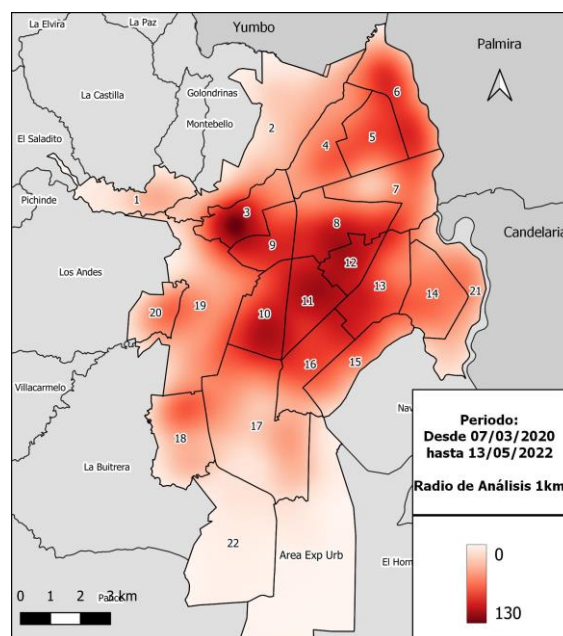 La Elvira
La Paz
Yumbo
Palmira
La Castilla
Golondrinas
Montebello
El Saladito
Pichinde
Los Andes
Candelaria
Villacarmelo
La Buitrera
Nav
El Horm
Area Exp Urb
1
2
3
4
5
6
7
8
9
10
11
12
13
14
15
16
17
18
19
20
21
22
Periodo:
Desde 07/03/2020
hasta 13/05/2022
Radio de Análisis 1km
0
130
0 1 2 3 km